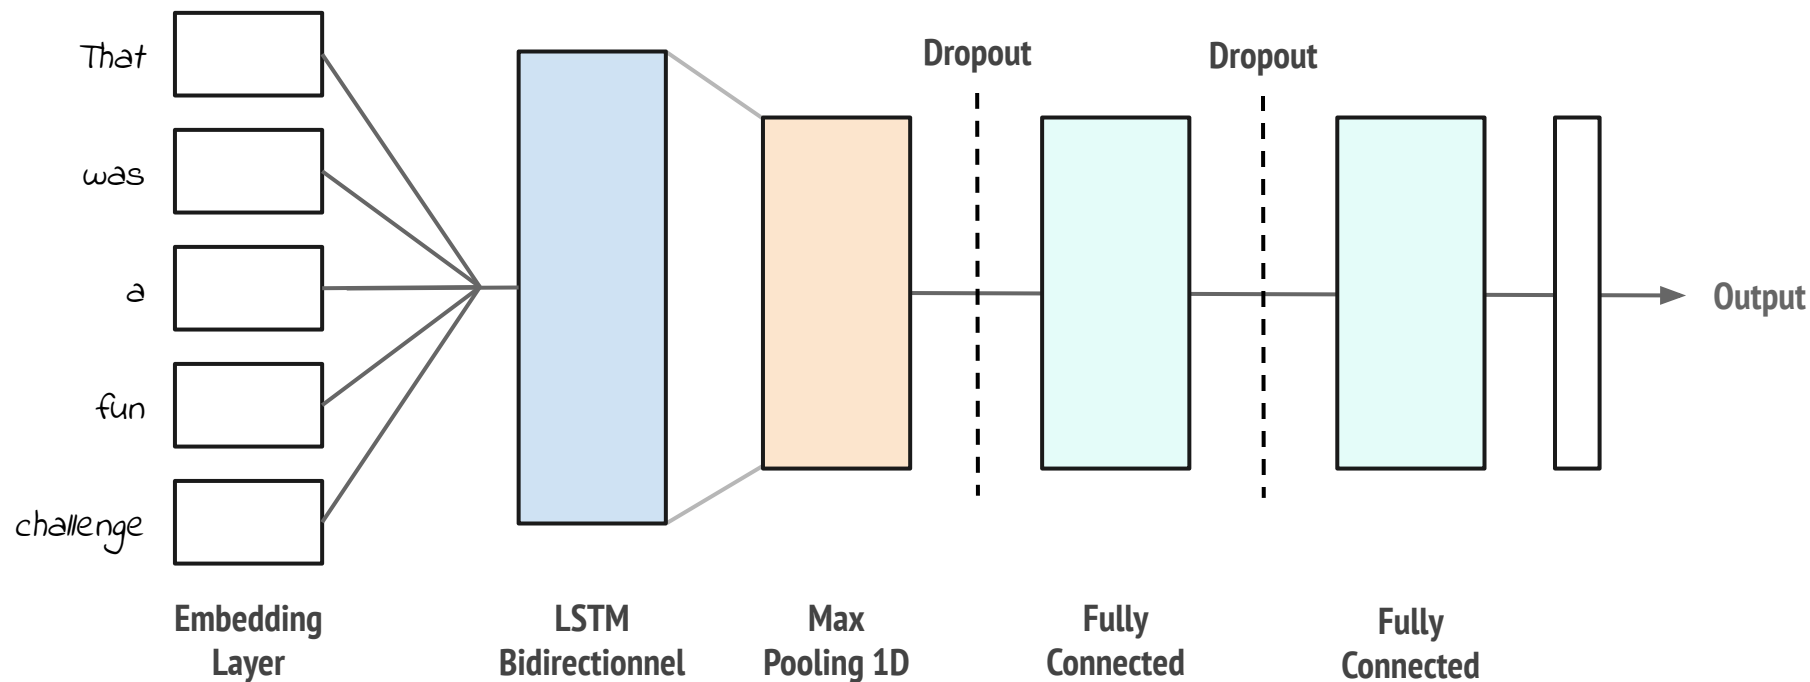 That
was
a
fun
challenge
Dropout
Dropout
Output
Embedding
Layer
LSTM
Bidirectionnel
Max
Pooling 1D
Fully
Connected
Fully
Connected